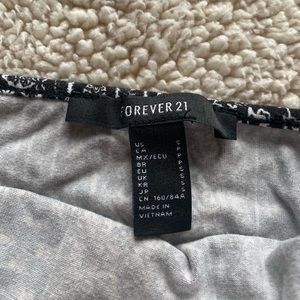 FOREVER 21
US S
CA P
MX/ECU P
BR P
EU S
UK S
KR S
JP S
CN 160/84A
MADE IN
VIETNAM